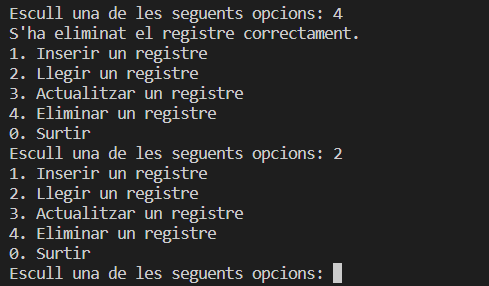 Escull una de les seguents opcions: 4
S'ha eliminat el registre correctament.
1. Inserir un registre
2. Llegir un registre
3. Actualitzar un registre
4. Eliminar un registre
0. Surtir
Escull una de les seguents opcions: 2
1. Inserir un registre
2. Llegir un registre
3. Actualitzar un registre
4. Eliminar un registre
0. Surtir
Escull una de les seguents opcions: